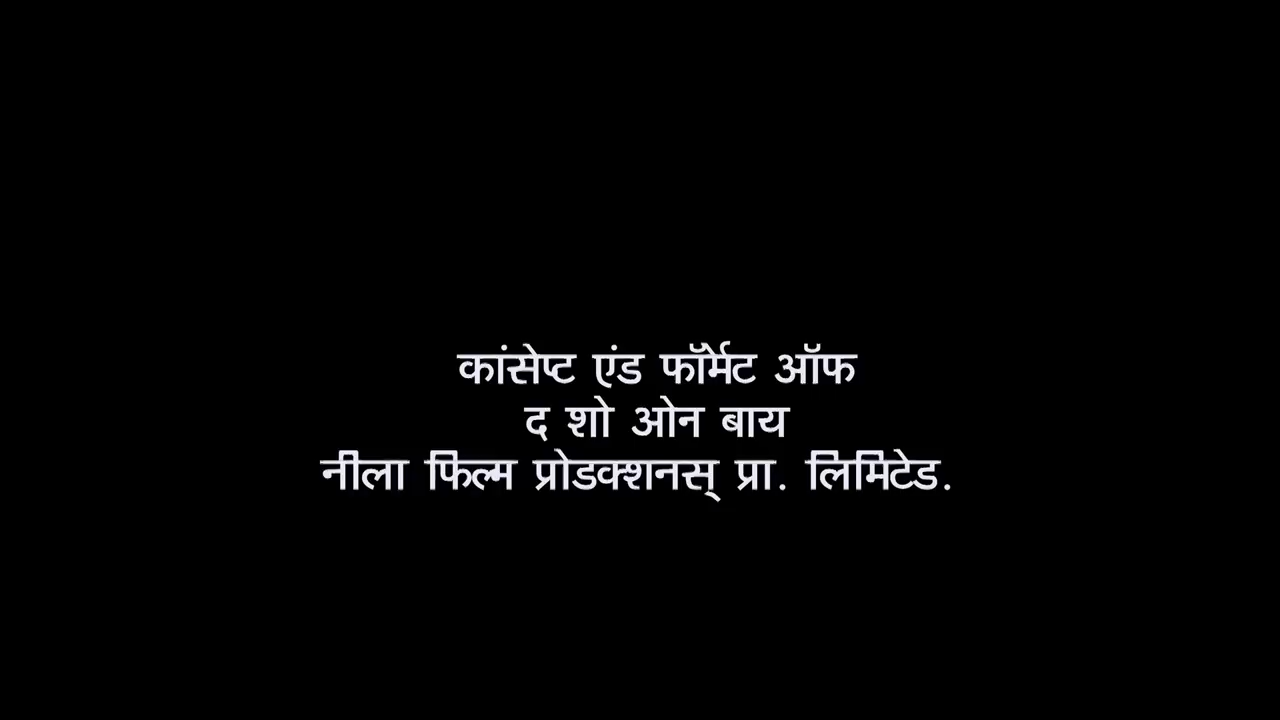 कांसेप्ट एंड फॉर्मेट ऑफ
द शो ओन बाय
नीला फिल्म प्रोडक्शनस् प्रा. लिमिटेड.